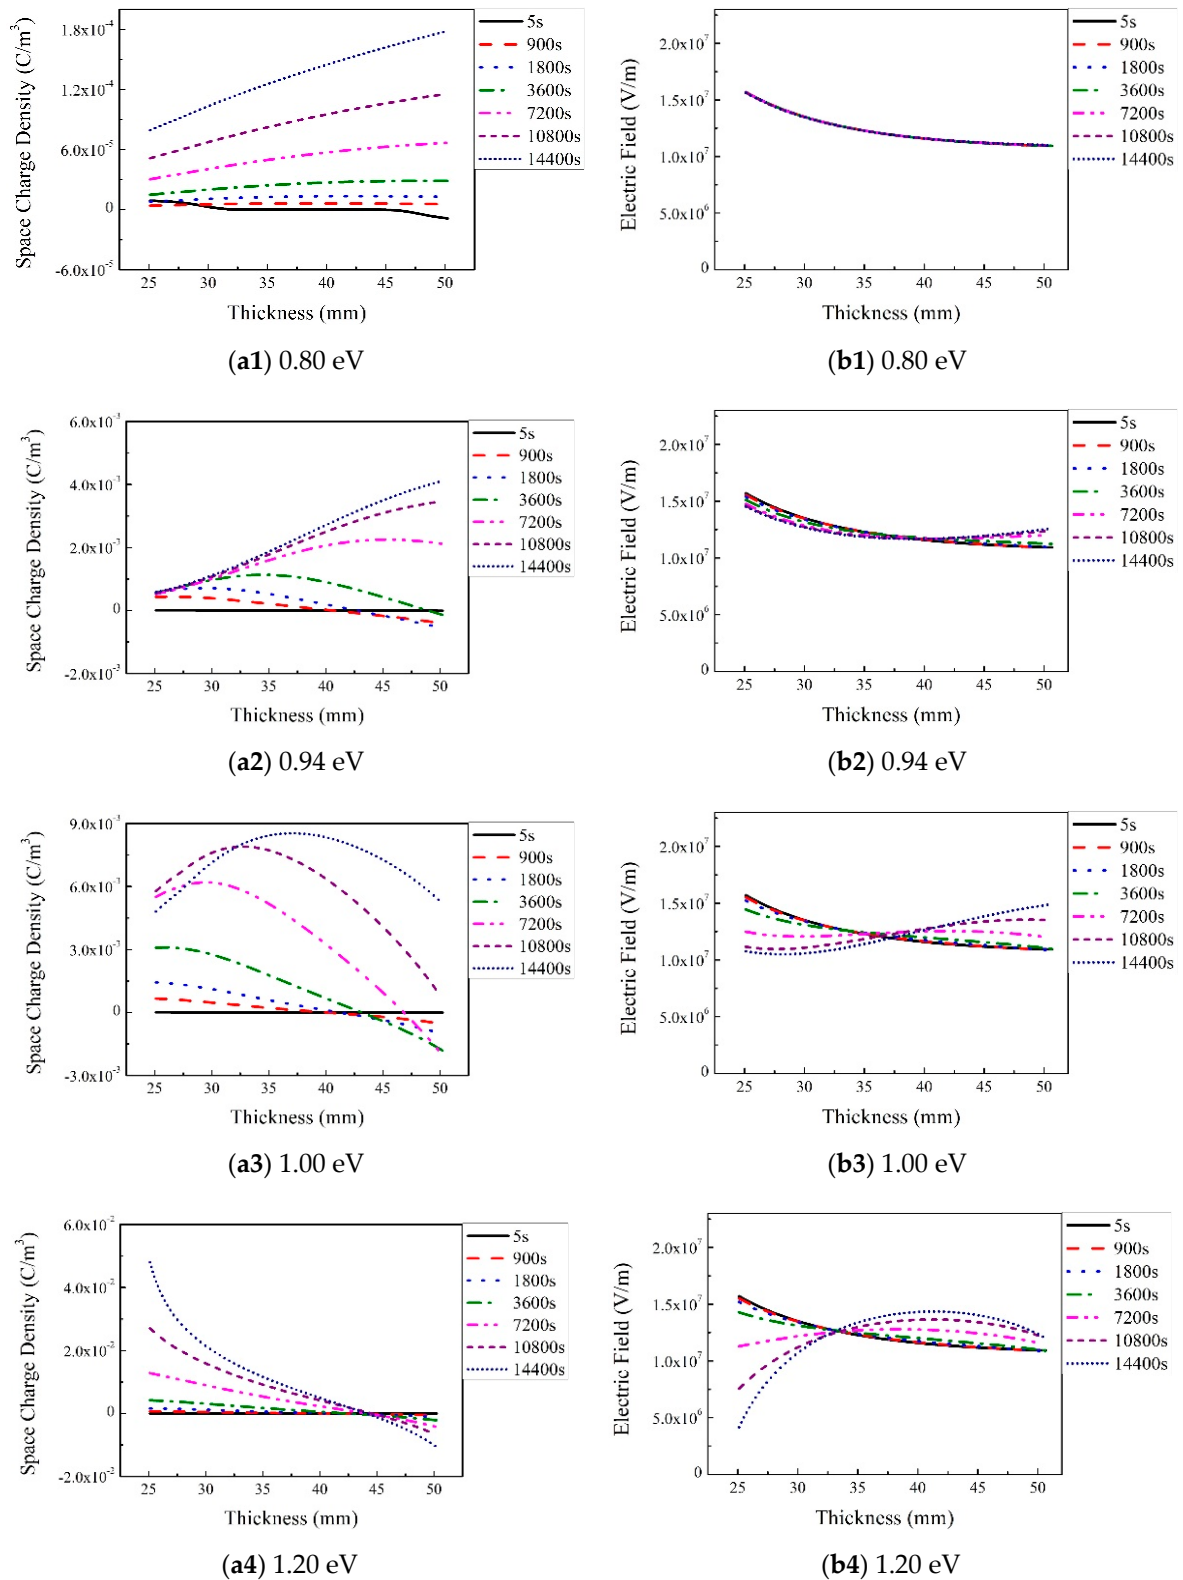 Space Charge Density (C/m³)
1.8x10⁻⁴
1.2x10⁻⁴
6.0x10⁻⁵
0
-6.0x10⁻⁵
25 30 35 40 45 50
Thickness (mm)
5s
900s
1800s
3600s
7200s
10800s
14400s
(a1) 0.80 eV
Electric Field (V/m)
2.0x10⁷
1.5x10⁷
1.0x10⁷
5.0x10⁶
0
25 30 35 40 45 50
Thickness (mm)
5s
900s
1800s
3600s
7200s
10800s
14400s
(b1) 0.80 eV
Space Charge Density (C/m³)
6.0x10⁻³
4.0x10⁻³
2.0x10⁻³
0
-2.0x10⁻³
25 30 35 40 45 50
Thickness (mm)
5s
900s
1800s
3600s
7200s
10800s
14400s
(a2) 0.94 eV
Electric Field (V/m)
2.0x10⁷
1.5x10⁷
1.0x10⁷
5.0x10⁶
0
25 30 35 40 45 50
Thickness (mm)
5s
900s
1800s
3600s
7200s
10800s
14400s
(b2) 0.94 eV
Space Charge Density (C/m³)
9.0x10⁻³
6.0x10⁻³
3.0x10⁻³
0
-3.0x10⁻³
25 30 35 40 45 50
Thickness (mm)
5s
900s
1800s
3600s
7200s
10800s
14400s
(a3) 1.00 eV
Electric Field (V/m)
2.0x10⁷
1.5x10⁷
1.0x10⁷
5.0x10⁶
0
25 30 35 40 45 50
Thickness (mm)
5s
900s
1800s
3600s
7200s
10800s
14400s
(b3) 1.00 eV
Space Charge Density (C/m³)
6.0x10⁻²
4.0x10⁻²
2.0x10⁻²
0
-2.0x10⁻²
25 30 35 40 45 50
Thickness (mm)
5s
900s
1800s
3600s
7200s
10800s
14400s
(a4) 1.20 eV
Electric Field (V/m)
2.0x10⁷
1.5x10⁷
1.0x10⁷
5.0x10⁶
0
25 30 35 40 45 50
Thickness (mm)
5s
900s
1800s
3600s
7200s
10800s
14400s
(b4) 1.20 eV